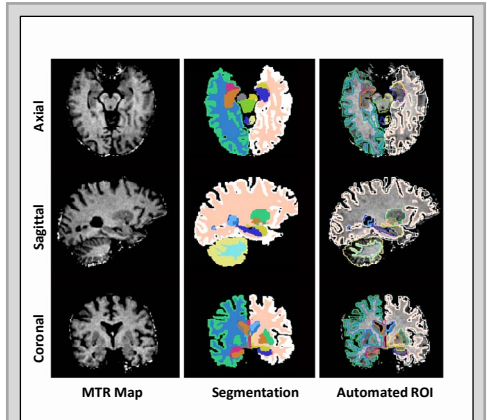 Axial
Sagittal
Coronal
MTR Map
Segmentation
Automated ROI